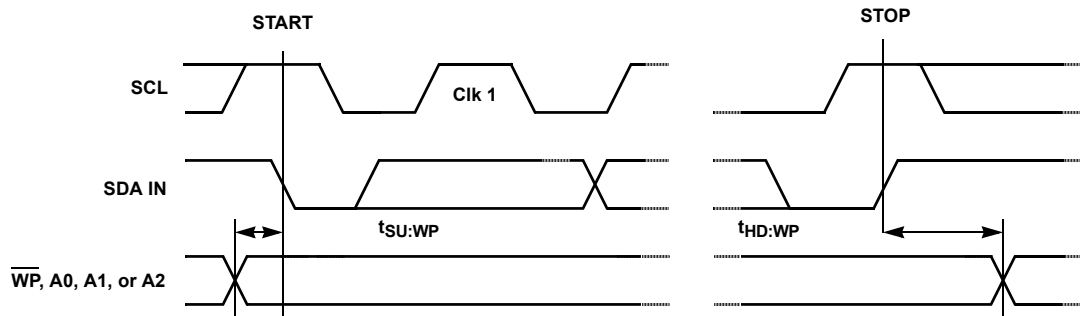 START
STOP
SCL
Clk 1
SDA IN
tSU:WP
tHD:WP
WP, A0, A1, or A2